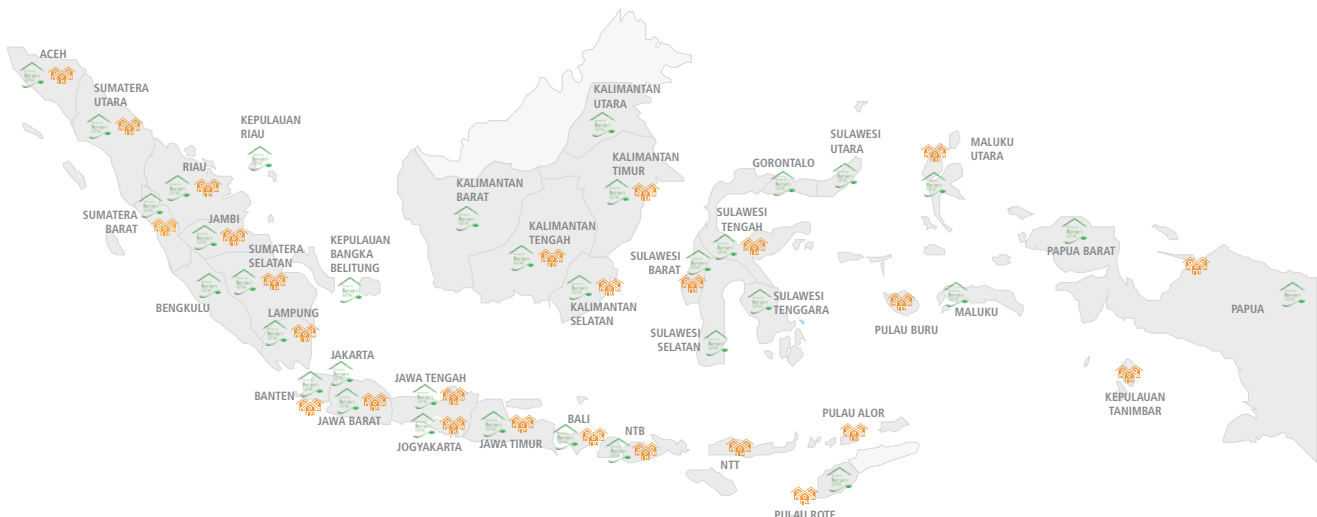 ACEH
SUMATERA
UTARA
KEPULAUAN
RIAU
RIAU
SUMATERA
BARAT
JAMBI
SUMATERA
SELATAN
KEPULAUAN
BANGKA
BELITUNG
BENGKULU
LAMPUNG
JAKARTA
BANTEN
JAWA BARAT
JAWA TENGAH
JOGYAKARTA
JAWA TIMUR
BALI
NTB
NTT
PULAU ALOR
PULAU ROTE
KALIMANTAN
UTARA
KALIMANTAN
TIMUR
KALIMANTAN
BARAT
KALIMANTAN
TENGAH
KALIMANTAN
SELATAN
GORONTALO
SULAWESI
UTARA
SULAWESI
TENGAH
SULAWESI
BARAT
SULAWESI
TENGGARA
SULAWESI
SELATAN
MALUKU
UTARA
PULAU BURU
MALUKU
PAPUA BARAT
PAPUA
KEPULAUAN
TANIMBAR